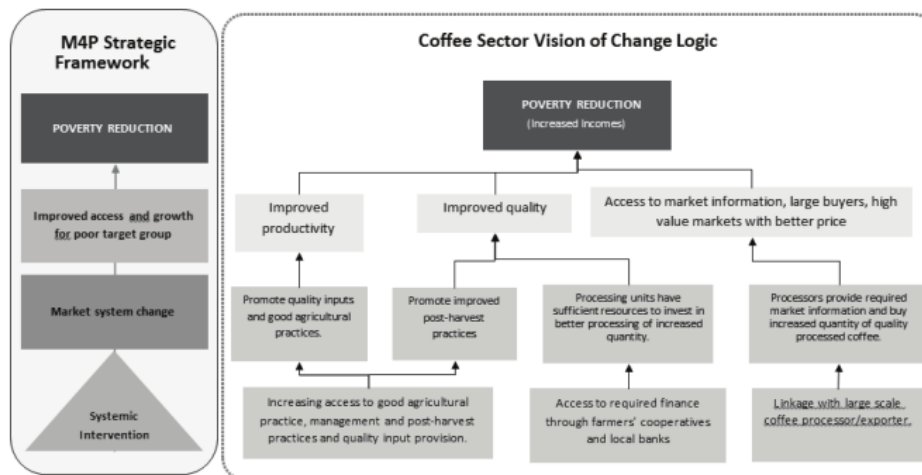 M4P Strategic
Framework
POVERTY REDUCTION
Improved access and growth
for poor target group
Market system change
Systemic
Intervention
Coffee Sector Vision of Change Logic
POVERTY REDUCTION
(Increased Incomes)
Improved
productivity
Improved quality
Access to market information, large buyers, high
value markets with better price
Promote quality inputs
and good agricultural
practices.
Promote improved
post-harvest
practices
Processing units have
sufficient resources to invest in
better processing of increased
quantity.
Processors provide required
market information and buy
increased quantity of quality
processed coffee.
Increasing access to good agricultural
practice, management and post-harvest
practices and quality input provision.
Access to required finance
through farmers' cooperatives
and local banks
Linkage with large scale
coffee processor/exporter.